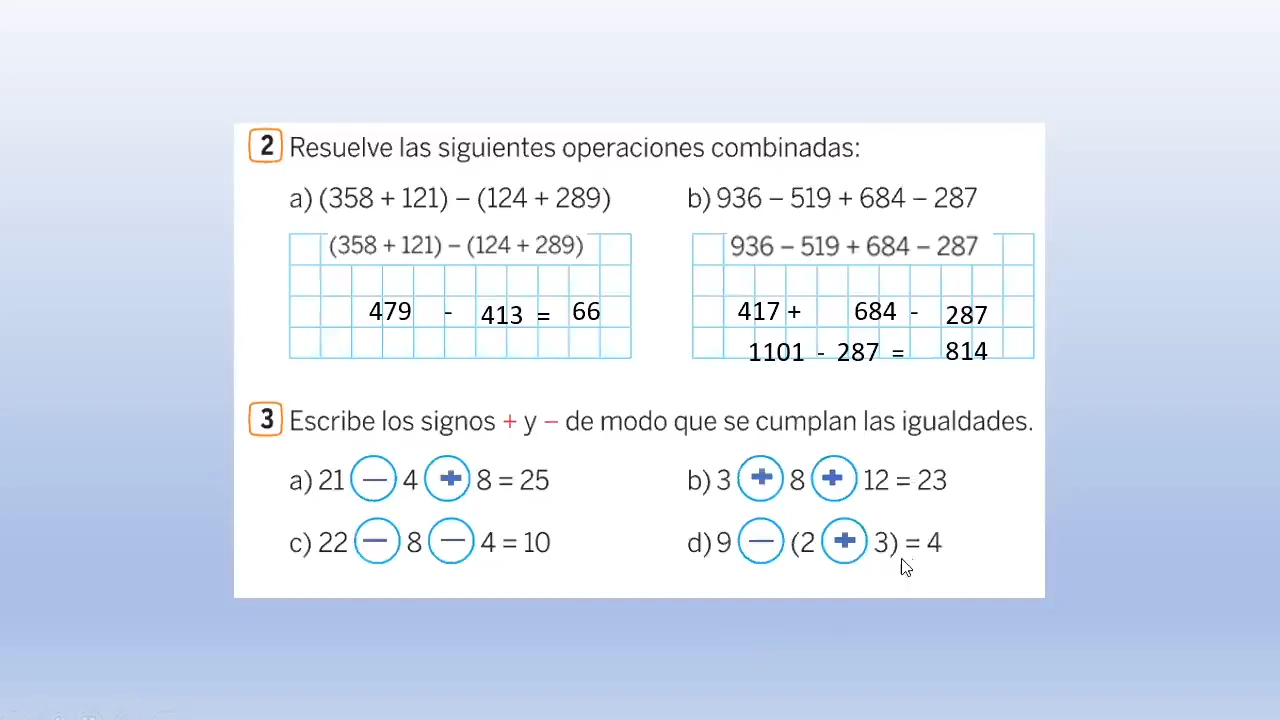 2 Resuelve las siguientes operaciones combinadas:
a) (358 + 121) – (124 + 289)
b) 936 – 519 + 684 – 287
(358 + 121) – (124 + 289)
479 - 413 = 66
936 – 519 + 684 – 287
417 + 684 - 287
1101 - 287 = 814
3 Escribe los signos + y – de modo que se cumplan las igualdades.
a) 21 – 4 + 8 = 25
b) 3 + 8 + 12 = 23
c) 22 – 8 – 4 = 10
d) 9 – (2 + 3) = 4